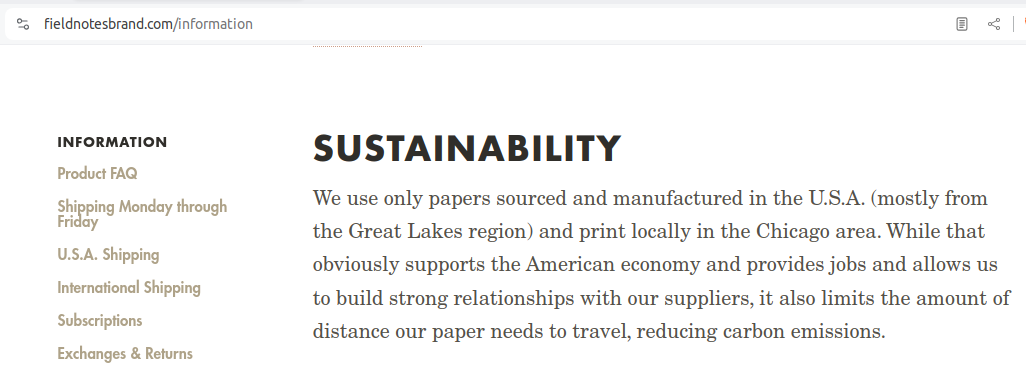 fieldnotesbrand.com/information
INFORMATION
Product FAQ
Shipping Monday through
Friday
U.S.A. Shipping
International Shipping
Subscriptions
Exchanges & Returns
SUSTAINABILITY
We use only papers sourced and manufactured in the U.S.A. (mostly from
the Great Lakes region) and print locally in the Chicago area. While that
obviously supports the American economy and provides jobs and allows us
to build strong relationships with our suppliers, it also limits the amount of
distance our paper needs to travel, reducing carbon emissions.